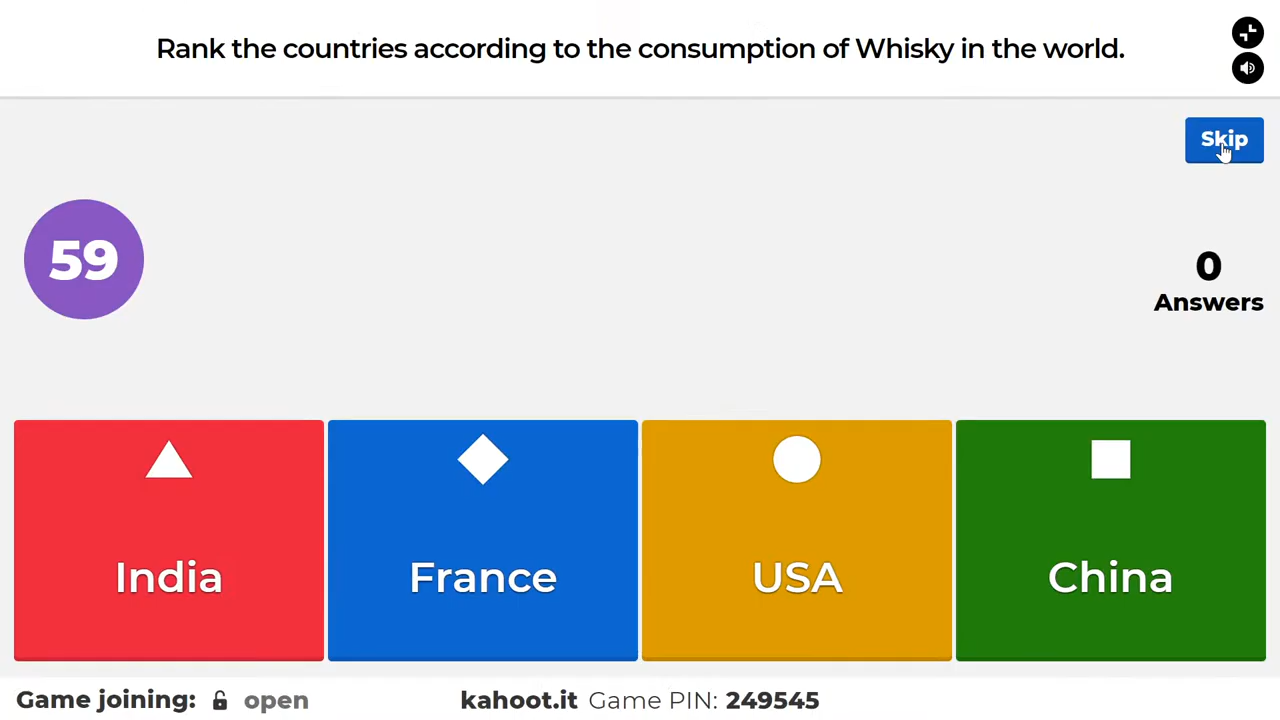 Rank the countries according to the consumption of Whisky in the world.
Skip
59
0
Answers
India
France
USA
China
Game joining: open
kahoot.it Game PIN: 249545